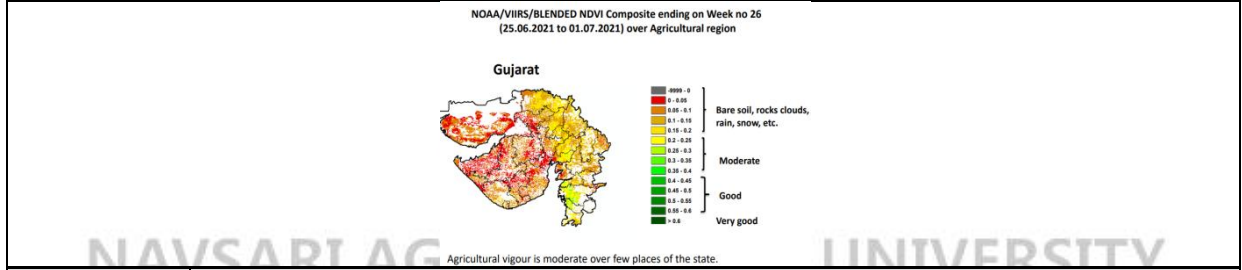 NOAA/VIIRS/BLENDED NDVI Composite ending on Week no 26
(25.06.2021 to 01.07.2021) over Agricultural region
Gujarat
-9999 - 0
0 - 0.05
0.05 - 0.1
0.1 - 0.15
0.15 - 0.2
0.2 - 0.25
0.25 - 0.3
0.3 - 0.35
0.35 - 0.4
0.4 - 0.45
0.45 - 0.5
0.5 - 0.55
0.55 - 0.6
> 0.6
Bare soil, rocks clouds,
rain, snow, etc.
Moderate
Good
Very good
NAVSARI AG UNIVERSITY
Agricultural vigour is moderate over few places of the state.